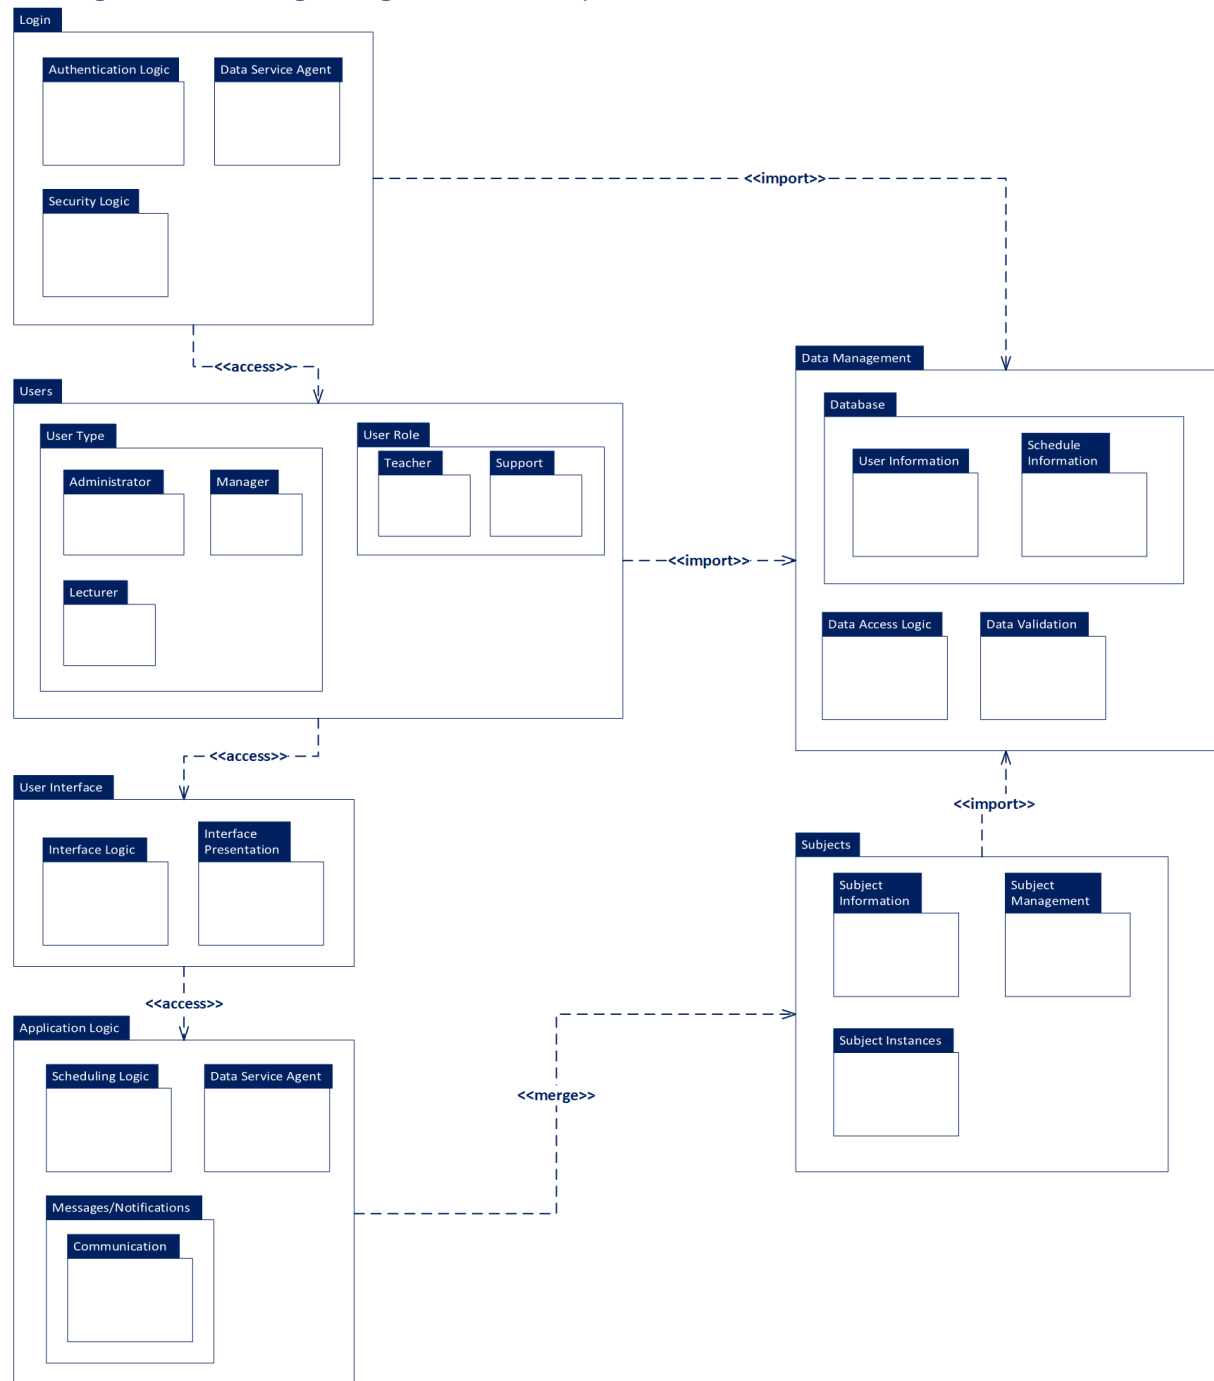 Login
Authentication Logic
Data Service Agent
Security Logic
<<import>>
<<access>>
Data Management
Users
Database
User Type
User Role
Schedule
Information
User Information
Teacher
Support
Administrator
Manager
<<import>>
Lecturer
Data Access Logic
Data Validation
<<access>>
User Interface
<<import>>
Interface
Presentation
Interface Logic
Subjects
Subject
Information
Subject
Management
<<access>>
Application Logic
Subject Instances
Scheduling Logic
Data Service Agent
<<merge>>
Messages/Notifications
Communication